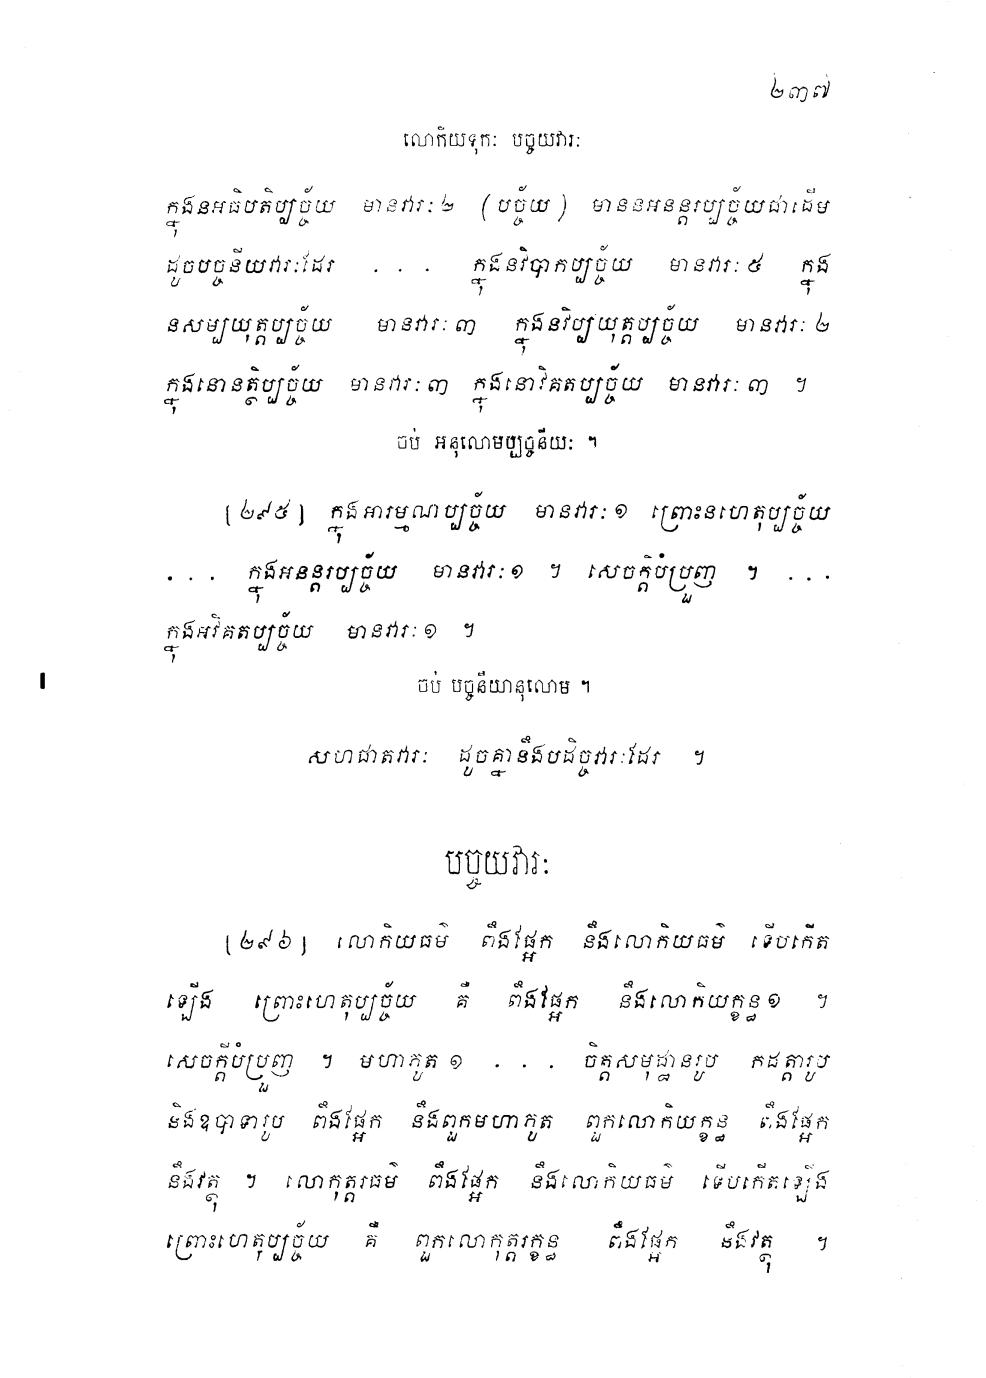 ២៣៧
លោកិយទុកៈ បច្ចយវារៈ
ក្នុងនអធិបតិប្បច្ច័យ មានវារៈ ២ (បច្ច័យ) មាននអនន្តរប្បច្ច័យជាដើម
ដូចបច្ចនីយវារៈដែរ . . . ក្នុងនវិបាកប្បច្ច័យ មានវារៈ ៥ ក្នុង
នសម្បយុត្តប្បច្ច័យ មានវារៈ ៣ ក្នុងនវិប្បយុត្តប្បច្ច័យ មានវារៈ ២
ក្នុងនោនត្ថិប្បច្ច័យ មានវារៈ ៣ ក្នុងនោវិគតប្បច្ច័យ មានវារៈ ៣ ។
ចប់ អនុលោមប្បច្ចនីយៈ ។
[២៩៥] ក្នុងអារម្មណប្បច្ច័យ មានវារៈ ១ ព្រោះនហេតុប្បច្ច័យ
. . . ក្នុងអនន្តរប្បច្ច័យ មានវារៈ ១ ។ សេចក្តីបំប្រួញ ។ . . .
ក្នុងអវិគតប្បច្ច័យ មានវារៈ ១ ។
ចប់ បច្ចនីយានុលោម ។
សហជាតវារៈ ដូចគ្នានឹងបដិច្ចវារៈដែរ ។
បច្ចយវារៈ
[២៩៦] លោកិយធម៌ ពឹងផ្អែក នឹងលោកិយធម៌ ទើបកើត
ឡើង ព្រោះហេតុប្បច្ច័យ គឺ ពឹងផ្អែក នឹងលោកិយក្ខន្ធ ១ ។
សេចក្តីបំប្រួញ ។ មហាភូត ១ . . . ចិត្តសមុដ្ឋានរូប កដត្តារូប
និងឧបាទារូប ពឹងផ្អែក នឹងពួកមហាភូត ពួកលោកិយក្ខន្ធ ពឹងផ្អែក
នឹងវត្ថុ ។ លោកុត្តរធម៌ ពឹងផ្អែក នឹងលោកិយធម៌ ទើបកើតឡើង
ព្រោះហេតុប្បច្ច័យ គឺ ពួកលោកុត្តរក្ខន្ធ ពឹងផ្អែក នឹងវត្ថុ ។